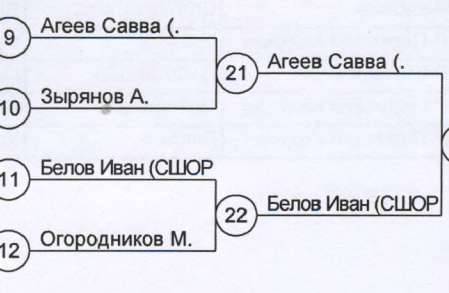 9 Агеев Савва (.
21 Агеев Савва (.
10 Зырянов А.
11 Белов Иван (СШОР
22 Белов Иван (СШОР
12 Огородников М.